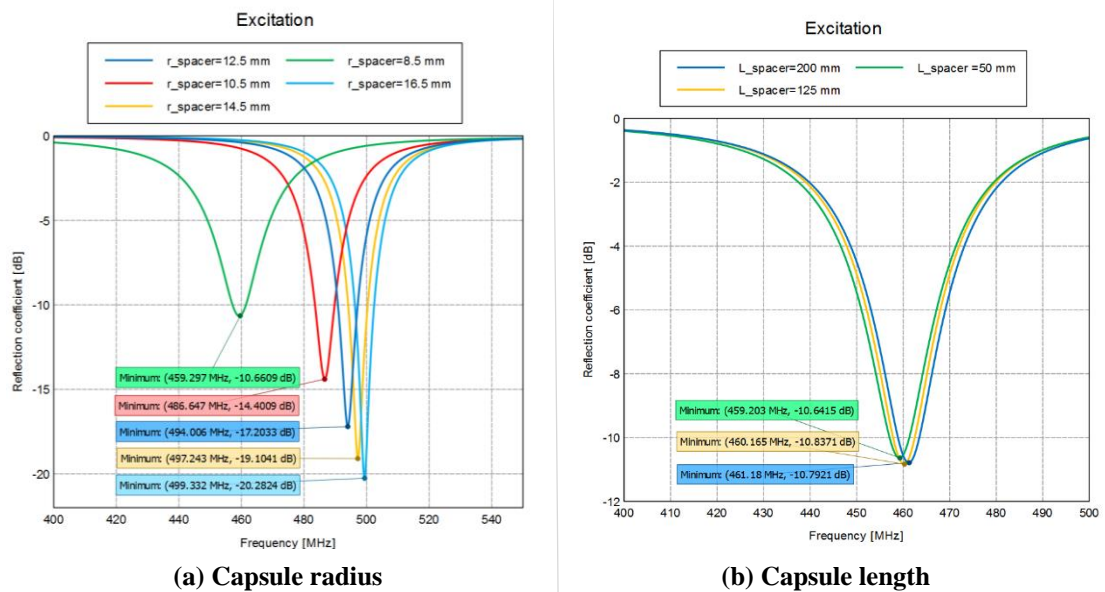 Excitation
r_spacer=12.5 mm
r_spacer=8.5 mm
r_spacer=10.5 mm
r_spacer=16.5 mm
r_spacer=14.5 mm
0
-5
-10
-15
-20
Reflection coefficient [dB]
Minimum: (459.297 MHz, -10.6609 dB)
Minimum: (486.647 MHz, -14.4009 dB)
Minimum: (494.006 MHz, -17.2033 dB)
Minimum: (497.243 MHz, -19.1041 dB)
Minimum: (499.332 MHz, -20.2824 dB)
400 420 440 460 480 500 520 540
Frequency [MHz]
(a) Capsule radius
Excitation
L_spacer=200 mm
L_spacer =50 mm
L_spacer=125 mm
0
-2
-4
-6
-8
-10
-12
Reflection coefficient [dB]
Minimum: (459.203 MHz, -10.6415 dB)
Minimum: (460.165 MHz, -10.8371 dB)
Minimum: (461.18 MHz, -10.7921 dB)
400 410 420 430 440 450 460 470 480 490 500
Frequency [MHz]
(b) Capsule length